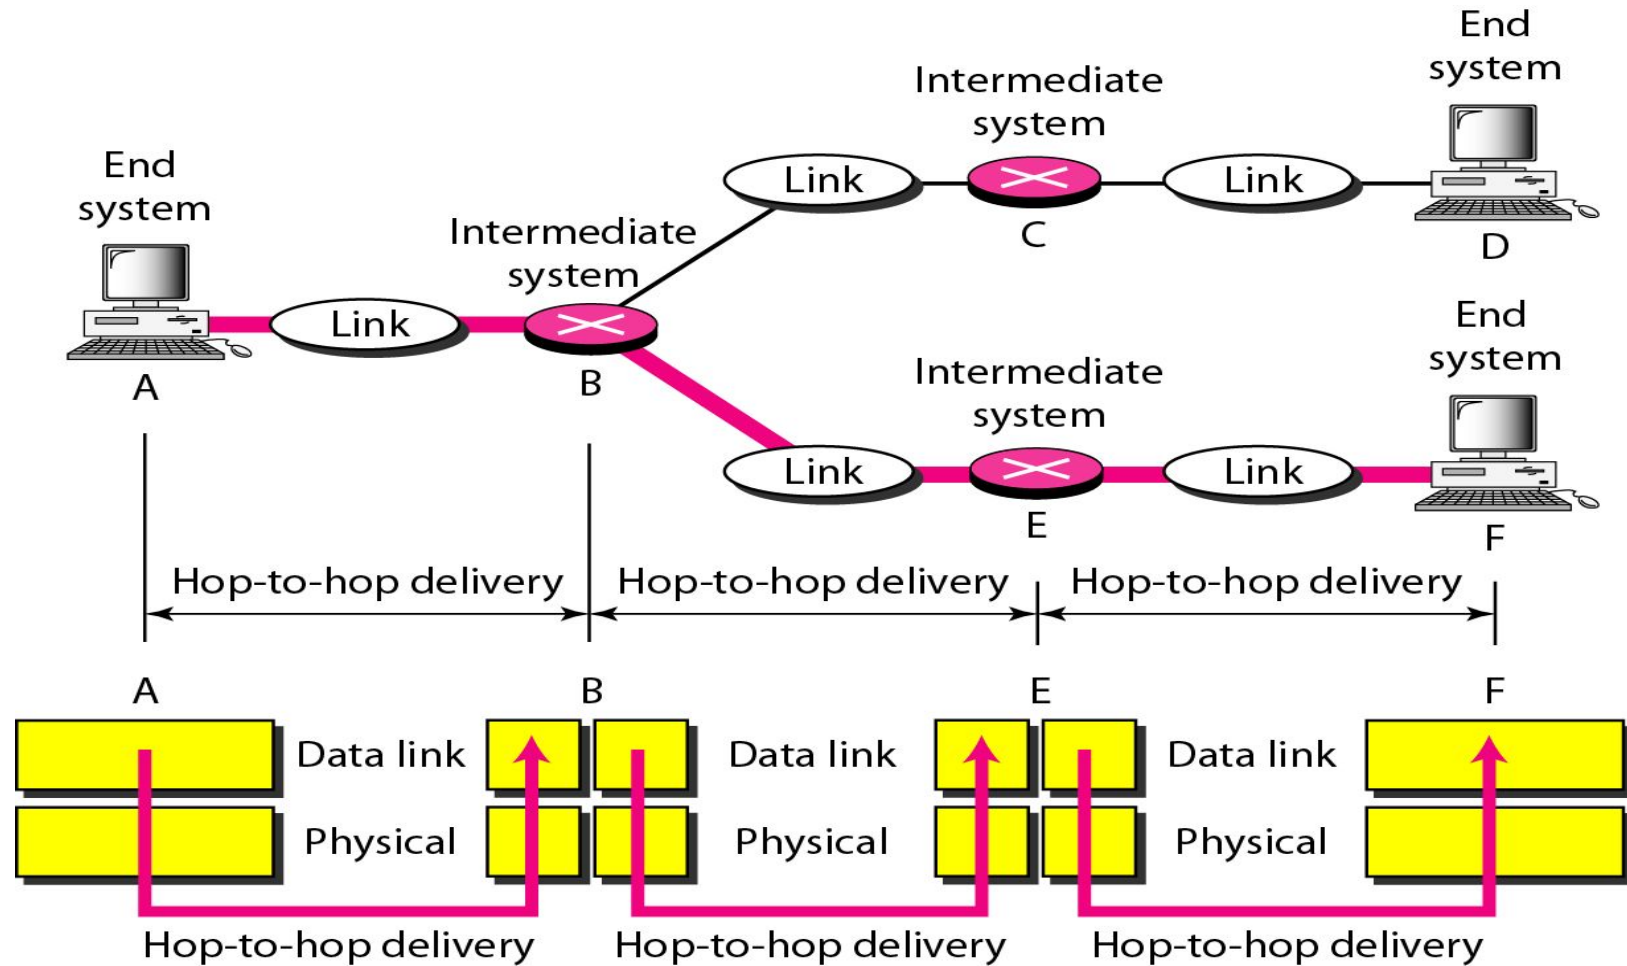 End
system
Intermediate
system
Link
Link
C
D
End
system
Intermediate
system
A
Link
B
Link
Intermediate
system
E
Link
End
system
F
Hop-to-hop delivery
Hop-to-hop delivery
Hop-to-hop delivery
A
B
E
F
Data link
Data link
Data link
Physical
Physical
Physical
Hop-to-hop delivery
Hop-to-hop delivery
Hop-to-hop delivery